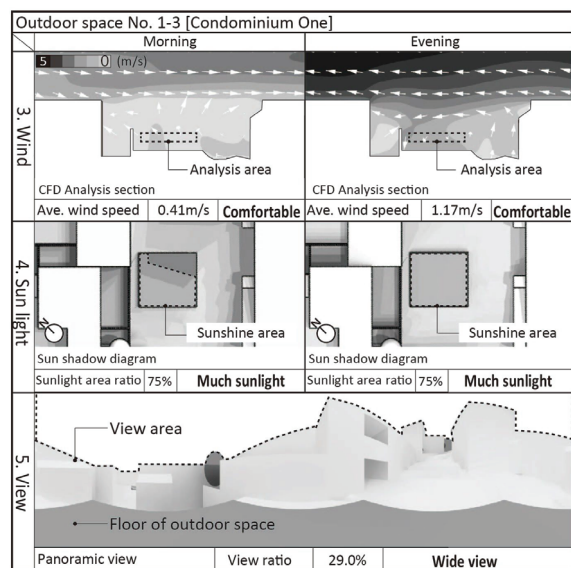 Outdoor space No. 1-3 [Condominium One]
Morning
Evening
3. Wind
5 0 (m/s)
Analysis area
CFD Analysis section
Analysis area
CFD Analysis section
Ave. wind speed 0.41m/s Comfortable
Ave. wind speed 1.17m/s Comfortable
4. Sun light
N
Sunshine area
Sun shadow diagram
N
Sunshine area
Sun shadow diagram
Sunlight area ratio 75% Much sunlight
Sunlight area ratio 75% Much sunlight
5. View
View area
Floor of outdoor space
Panoramic view View ratio 29.0% Wide view